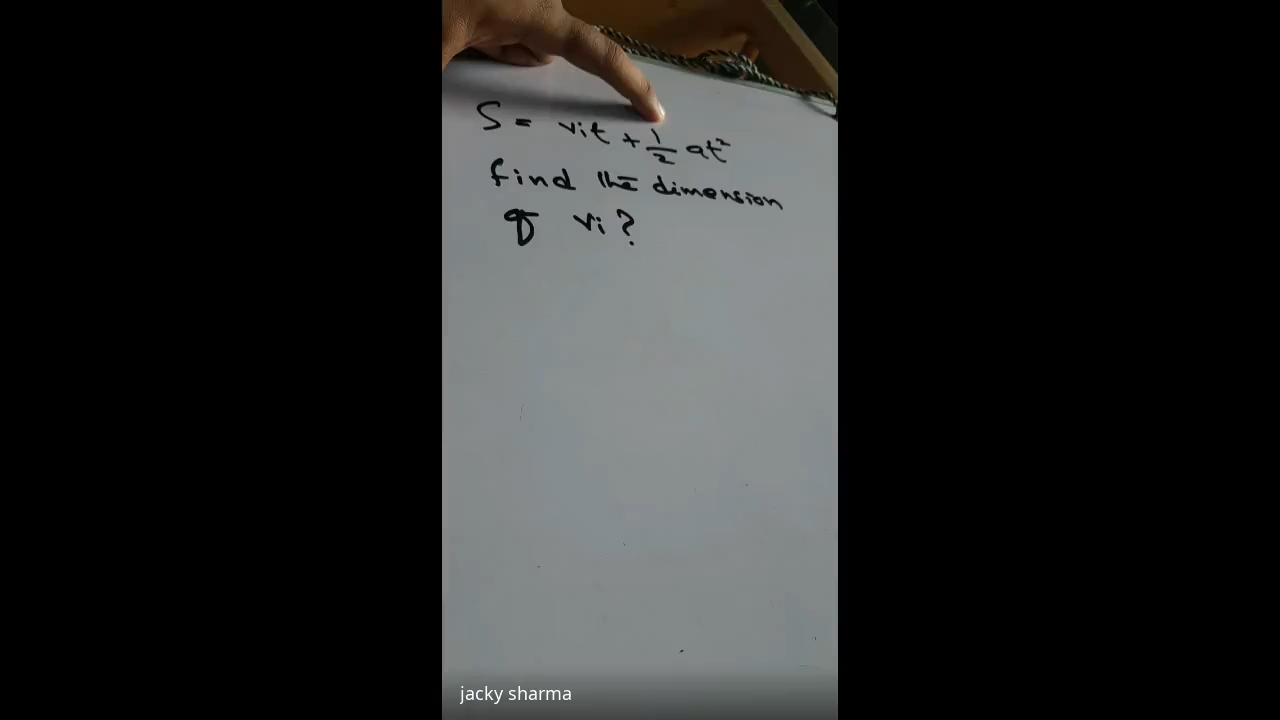 S = vit + 1/2 at²
find the dimension
of vi?
jacky sharma